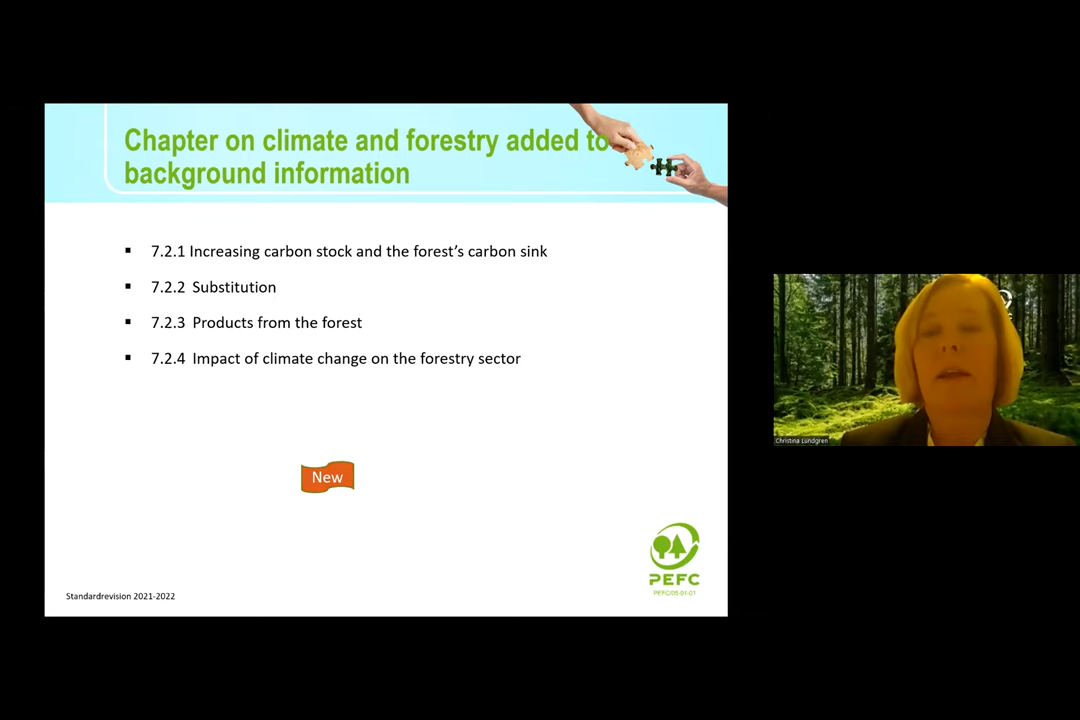 Chapter on climate and forestry added to
background information
▪ 7.2.1 Increasing carbon stock and the forest’s carbon sink
▪ 7.2.2 Substitution
▪ 7.2.3 Products from the forest
▪ 7.2.4 Impact of climate change on the forestry sector
New
PEFC
PEFC/05-01-01
Standardrevision 2021-2022
Christina Lundgren